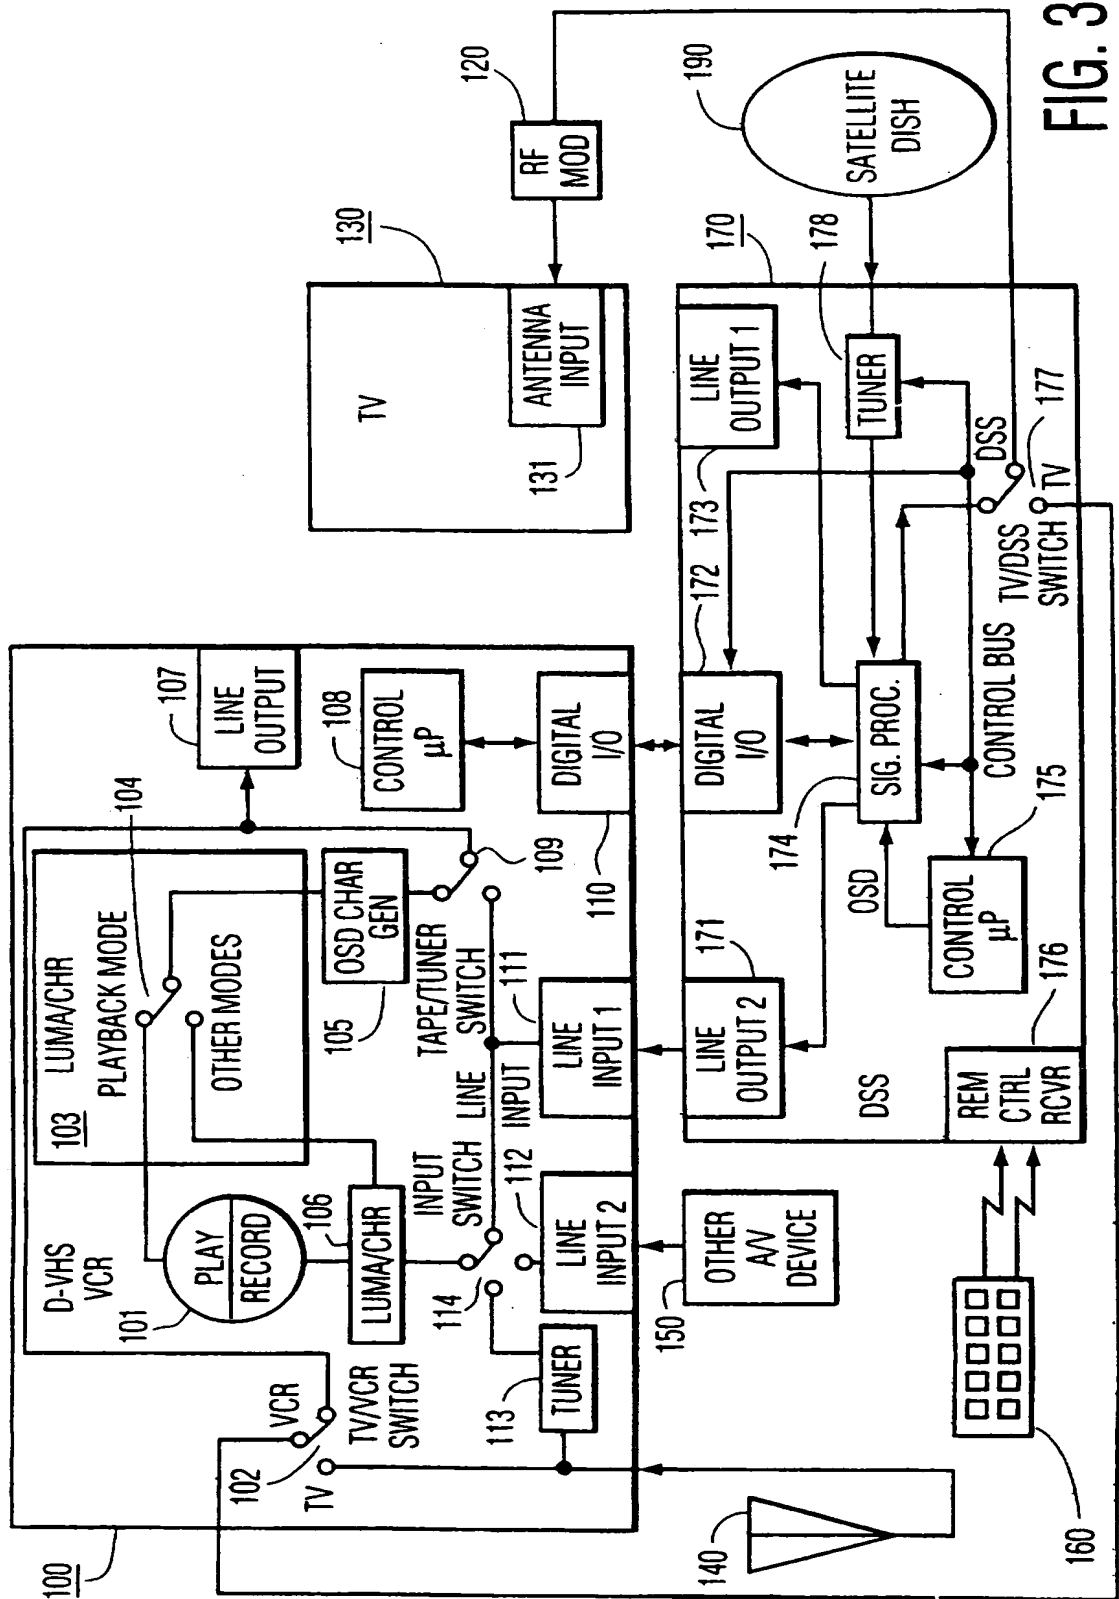 100
D-VHS
VCR
101
PLAY
RECORD
103
LUMA/CHR
PLAYBACK MODE
104
OTHER MODES
107
LINE
OUTPUT
VCR
102
TV
TV/VCR
SWITCH
106
LUMA/CHR
105
OSD CHAR
GEN
108
CONTROL
µP
INPUT
SWITCH
114
LINE
INPUT
TAPE/TUNER
SWITCH
109
113
TUNER
112
LINE
INPUT 2
111
LINE
INPUT 1
110
DIGITAL
I/O
130
TV
131
ANTENNA
INPUT
120
RF
MOD
140
150
OTHER
A/V
DEVICE
160
170
DSS
171
LINE
OUTPUT 2
172
DIGITAL
I/O
173
LINE
OUTPUT 1
174
SIG. PROC.
178
TUNER
190
SATELLITE
DISH
OSD
175
CONTROL
µP
CONTROL BUS
176
REM
CTRL
RCVR
DSS
177
TV
TV/DSS
SWITCH
FIG. 3